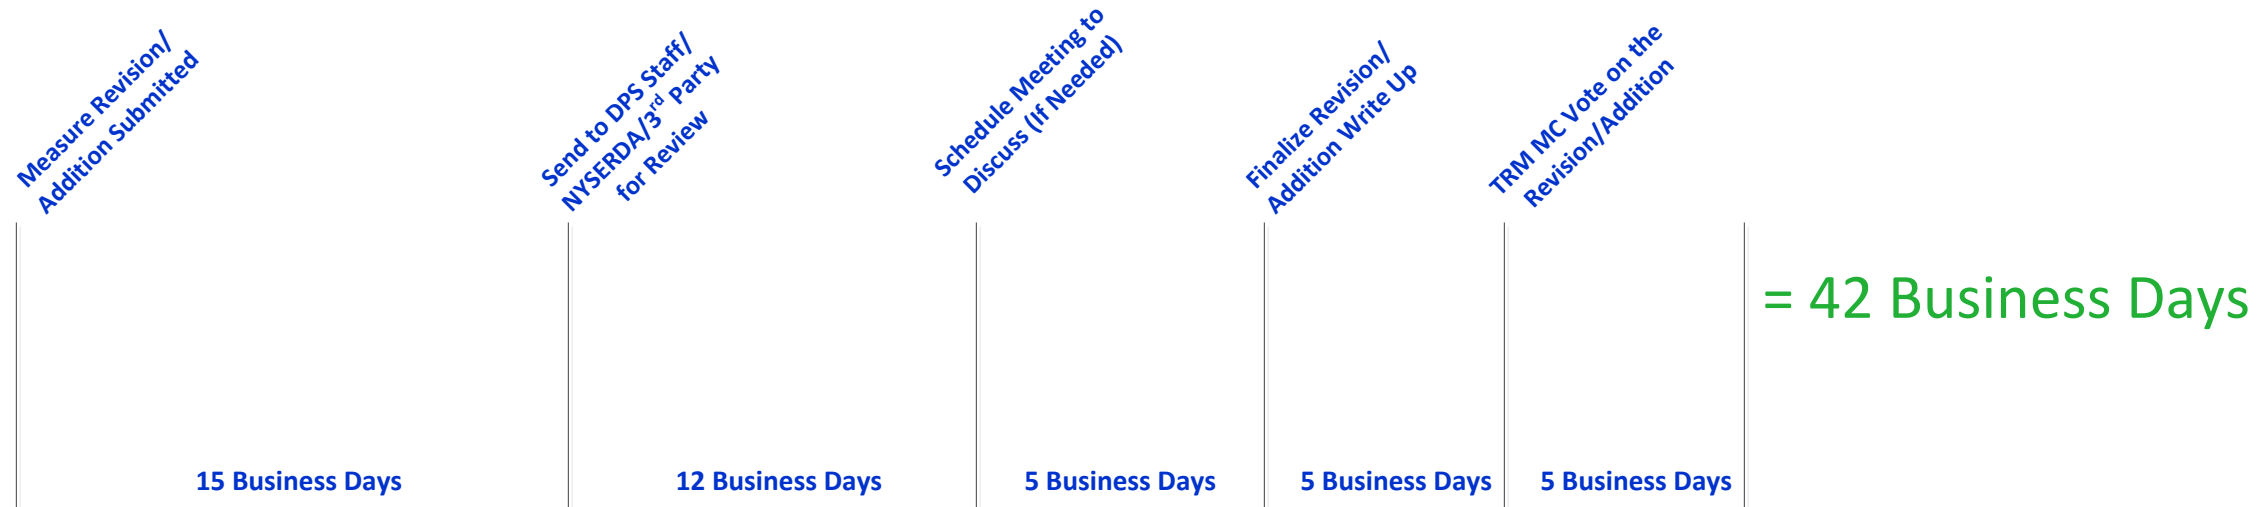 Measure Revision/
Addition Submitted
Send to DPS Staff/
NYSERDA/3rd Party
for Review
Schedule Meeting to
Discuss (If Needed)
Finalize Revision/
Addition Write Up
TRM MC Vote on the
Revision/Addition
= 42 Business Days
15 Business Days
12 Business Days
5 Business Days
5 Business Days
5 Business Days